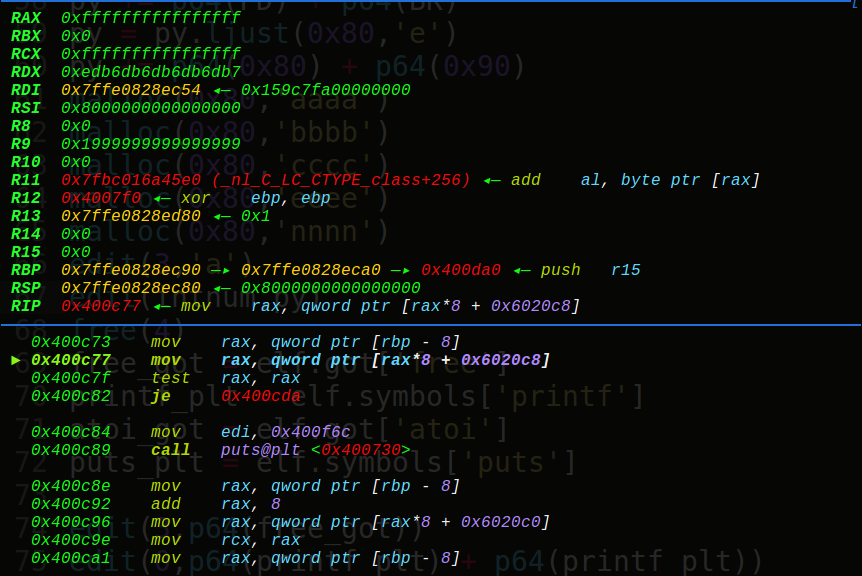 RAX 0xffffffffffffffff
RBX 0x0
RCX 0xffffffffffffffff
RDX 0xedb6db6db6db6db7
RDI 0x7ffe0828ec54 ◂— 0x159c7fa00000000
RSI 0x8000000000000000
R8 0x0
R9 0x1999999999999999
R10 0x0
R11 0x7fbc016a45e0 (_nl_C_LC_CTYPE_class+256) ◂— add al, byte ptr [rax]
R12 0x4007f0 ◂— xor ebp, ebp
R13 0x7ffe0828ed80 ◂— 0x1
R14 0x0
R15 0x0
RBP 0x7ffe0828ec90 —▸ 0x7ffe0828eca0 —▸ 0x400da0 ◂— push r15
RSP 0x7ffe0828ec80 ◂— 0x8000000000000000
RIP 0x400c77 ◂— mov rax, qword ptr [rax*8 + 0x6020c8]
0x400c73 mov rax, qword ptr [rbp - 8]
► 0x400c77 mov rax, qword ptr [rax*8 + 0x6020c8]
0x400c7f test rax, rax
0x400c82 je 0x400cda
0x400c84 mov edi, 0x400f6c
0x400c89 call puts@plt <0x400730>
0x400c8e mov rax, qword ptr [rbp - 8]
0x400c92 add rax, 8
0x400c96 mov rax, qword ptr [rax*8 + 0x6020c0]
0x400c9e mov rcx, rax
0x400ca1 mov rax, qword ptr [rbp - 8]